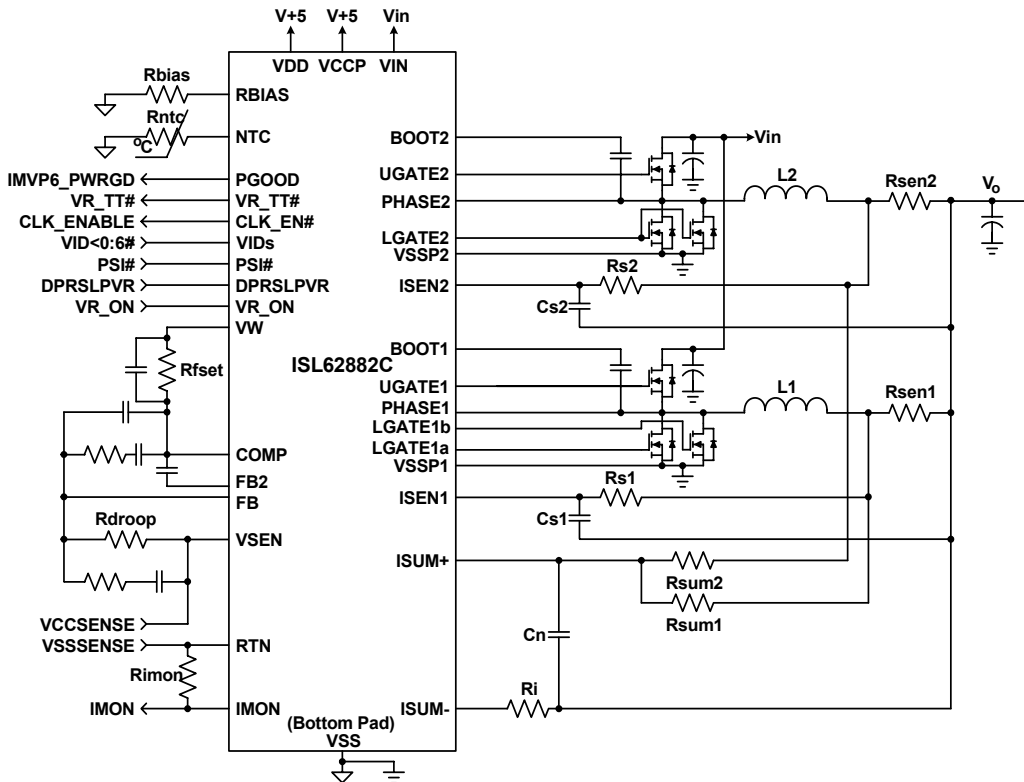 V+5 V+5 Vin
VDD VCCP VIN
Rbias
RBIAS
Rntc
NTC
°C
IMVP6_PWRGD PGOOD
VR_TT# VR_TT#
CLK_ENABLE CLK_EN#
VID<0:6# VIDs
PSI# PSI#
DPRSLPVR DPRSLPVR
VR_ON VR_ON
VW
Rfset
ISL62882C
COMP
FB2
FB
Rdroop
VSEN
VCCSENSE
VSSSENSE RTN
Rimon
IMON IMON
(Bottom Pad)
VSS
BOOT2
Vin
UGATE2
L2
Rsen2
Vo
PHASE2
LGATE2
VSSP2
ISEN2
Rs2
Cs2
BOOT1
UGATE1
L1
Rsen1
PHASE1
LGATE1b
LGATE1a
VSSP1
ISEN1
Rs1
Cs1
ISUM+
Rsum2
Rsum1
Cn
Ri
ISUM-